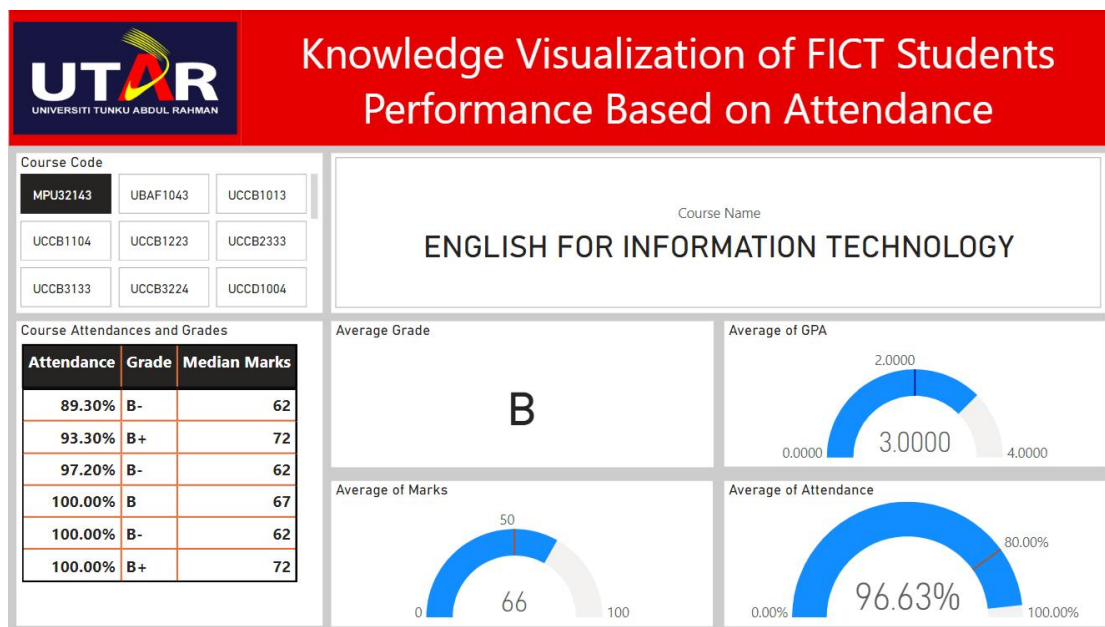 UTAR
UNIVERSITI TUNKU ABDUL RAHMAN
Knowledge Visualization of FICT Students
Performance Based on Attendance
Course Code
MPU32143 UBAF1043 UCCB1013
UCCB1104 UCCB1223 UCCB2333
UCCB3133 UCCB3224 UCCD1004
Course Name
ENGLISH FOR INFORMATION TECHNOLOGY
Course Attendances and Grades
Attendance Grade Median Marks
89.30% B- 62
93.30% B+ 72
97.20% B- 62
100.00% B 67
100.00% B- 62
100.00% B+ 72
Average Grade
B
Average of GPA
2.0000
3.0000
0.0000 4.0000
Average of Marks
50
66
0 100
Average of Attendance
80.00%
96.63%
0.00% 100.00%